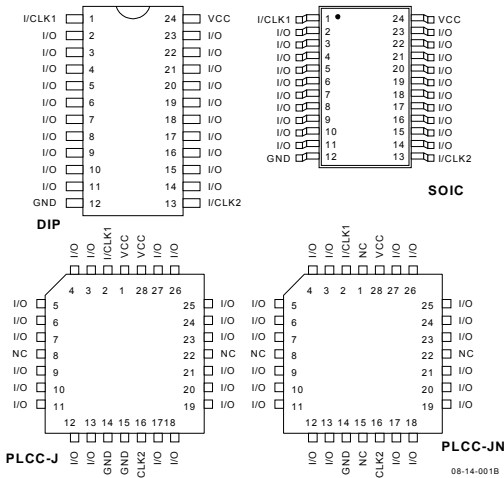 I/CLK1 1 24 VCC
I/O 2 23 I/O
I/O 3 22 I/O
I/O 4 21 I/O
I/O 5 20 I/O
I/O 6 19 I/O
I/O 7 18 I/O
I/O 8 17 I/O
I/O 9 16 I/O
I/O 10 15 I/O
I/O 11 14 I/O
GND 12 13 I/CLK2
DIP
I/CLK1 1 24 VCC
I/O 2 23 I/O
I/O 3 22 I/O
I/O 4 21 I/O
I/O 5 20 I/O
I/O 6 19 I/O
I/O 7 18 I/O
I/O 8 17 I/O
I/O 9 16 I/O
I/O 10 15 I/O
I/O 11 14 I/O
GND 12 13 I/CLK2
SOIC
I/O I/O I/CLK1 VCC VCC I/O I/O
4 3 2 1 28 27 26
I/O 5 25 I/O
I/O 6 24 I/O
I/O 7 23 I/O
NC 8 22 NC
I/O 9 21 I/O
I/O 10 20 I/O
I/O 11 19 I/O
12 13 14 15 16 17 18
I/O I/O GND GND CLK2 I/O I/O
PLCC-J
I/O I/O I/CLK1 NC VCC I/O I/O
4 3 2 1 28 27 26
I/O 5 25 I/O
I/O 6 24 I/O
I/O 7 23 I/O
NC 8 22 NC
I/O 9 21 I/O
I/O 10 20 I/O
I/O 11 19 I/O
12 13 14 15 16 17 18
I/O I/O GND NC CLK2 I/O I/O
PLCC-JN
08-14-001B